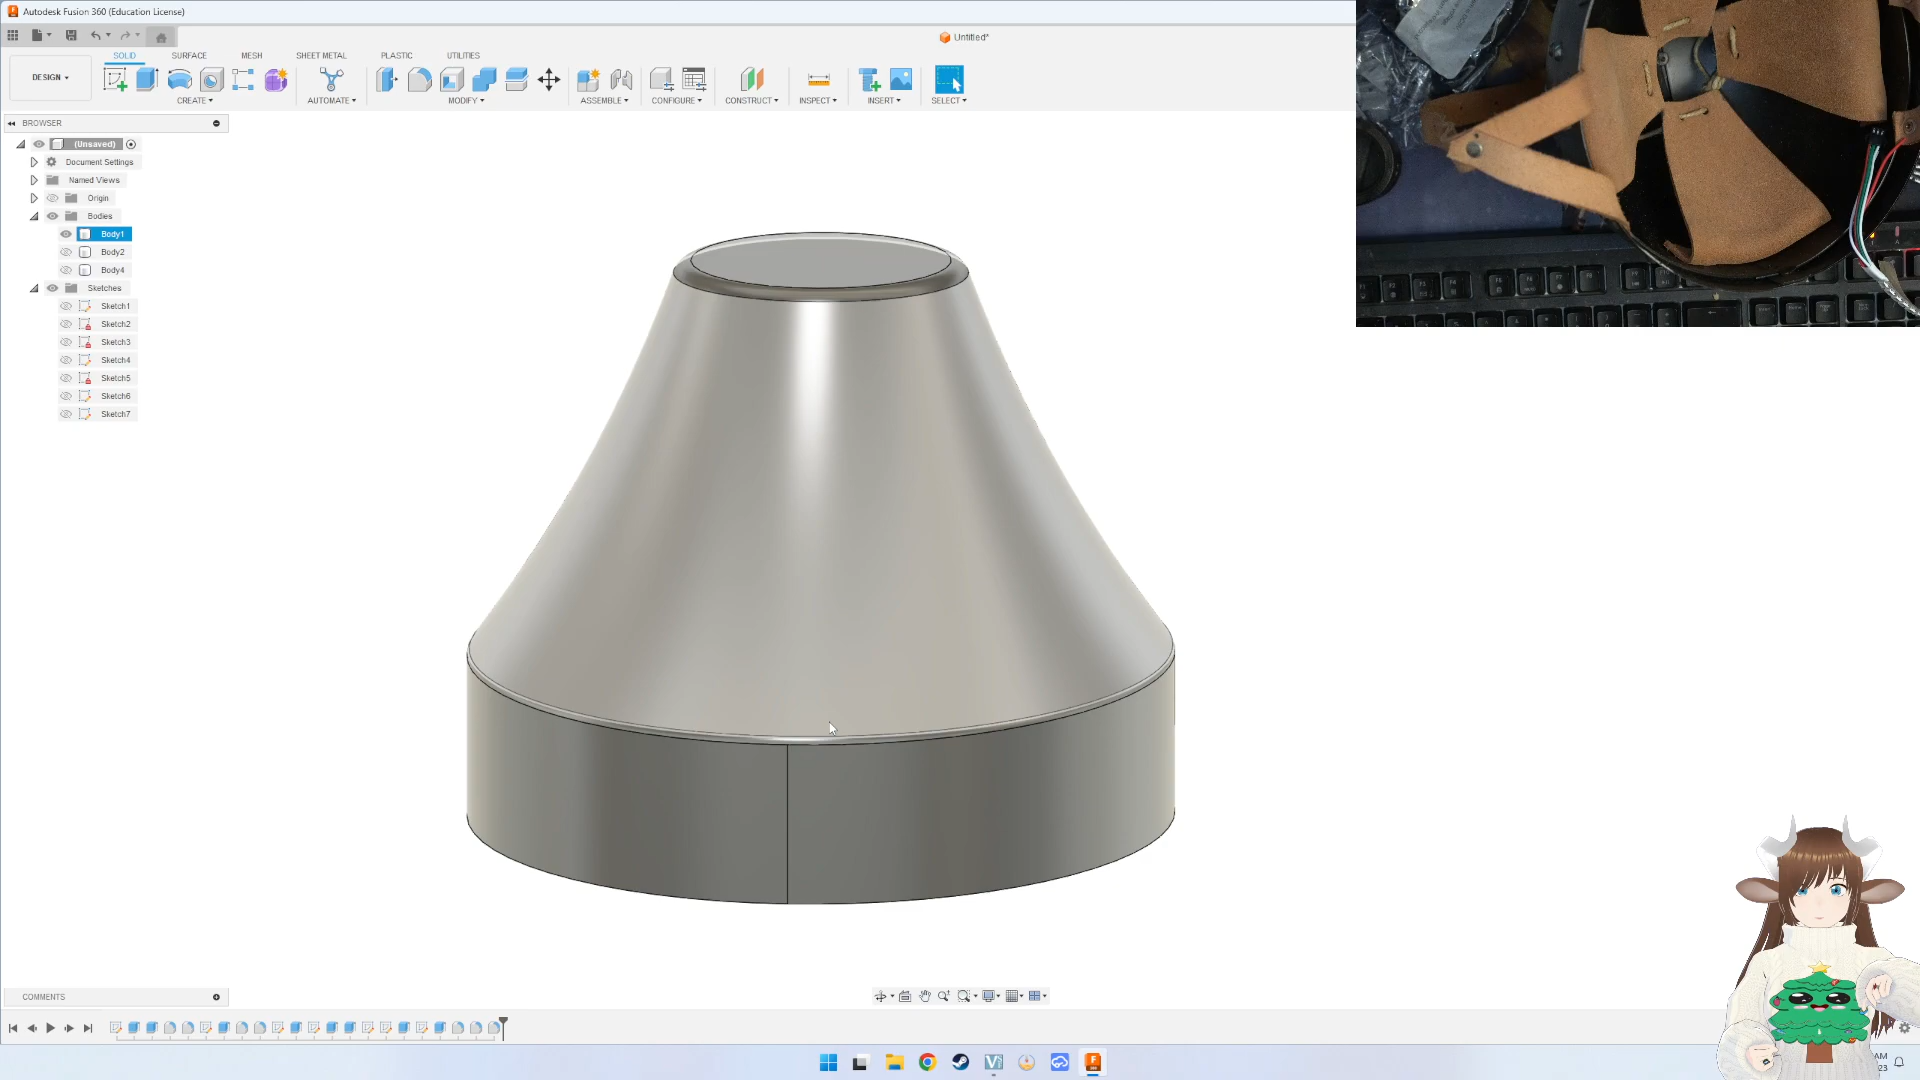 Autodesk Fusion 360 (Education License)
Untitled*
SOLID SURFACE MESH SHEET METAL PLASTIC UTILITIES
DESIGN
CREATE AUTOMATE MODIFY ASSEMBLE CONFIGURE CONSTRUCT INSPECT INSERT SELECT
BROWSER
(Unsaved)
Document Settings
Named Views
Origin
Bodies
Body1
Body2
Body4
Sketches
Sketch1
Sketch2
Sketch3
Sketch4
Sketch5
Sketch6
Sketch7
COMMENTS
AM
23